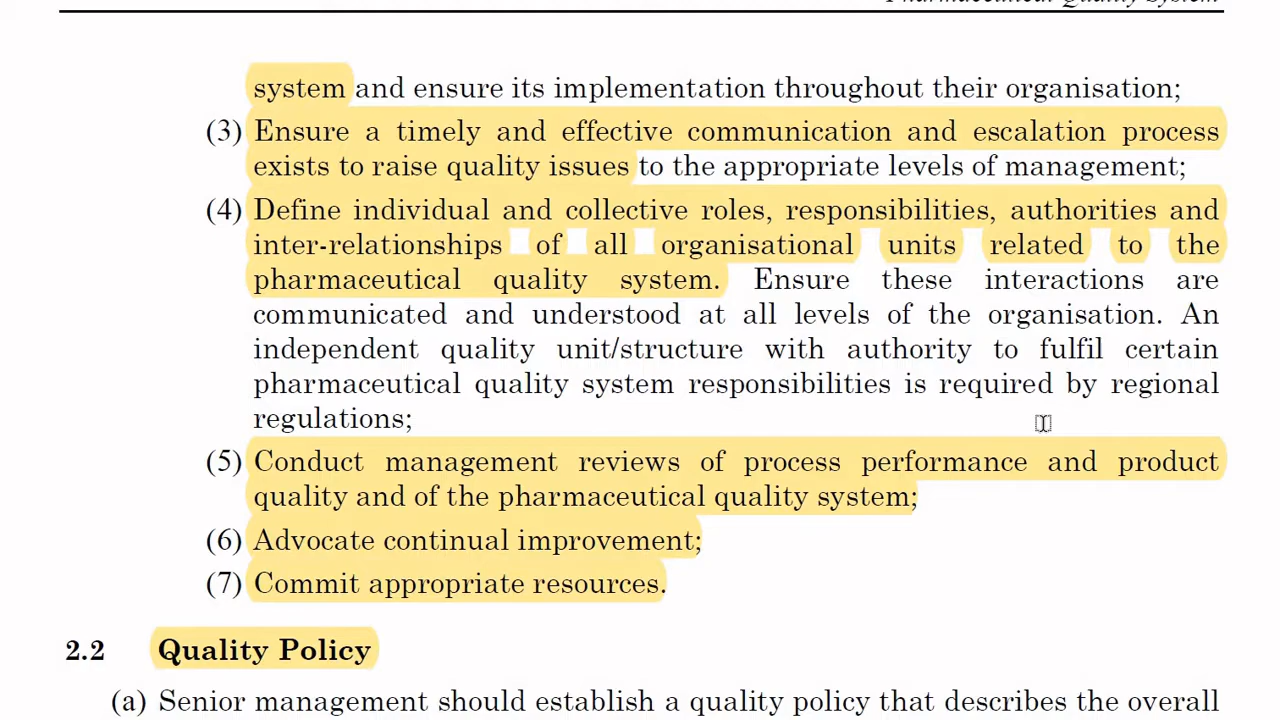 Pharmaceutical Quality System
system and ensure its implementation throughout their organisation;
(3) Ensure a timely and effective communication and escalation process
exists to raise quality issues to the appropriate levels of management;
(4) Define individual and collective roles, responsibilities, authorities and
inter-relationships of all organisational units related to the
pharmaceutical quality system. Ensure these interactions are
communicated and understood at all levels of the organisation. An
independent quality unit/structure with authority to fulfil certain
pharmaceutical quality system responsibilities is required by regional
regulations;
(5) Conduct management reviews of process performance and product
quality and of the pharmaceutical quality system;
(6) Advocate continual improvement;
(7) Commit appropriate resources.
2.2 Quality Policy
(a) Senior management should establish a quality policy that describes the overall